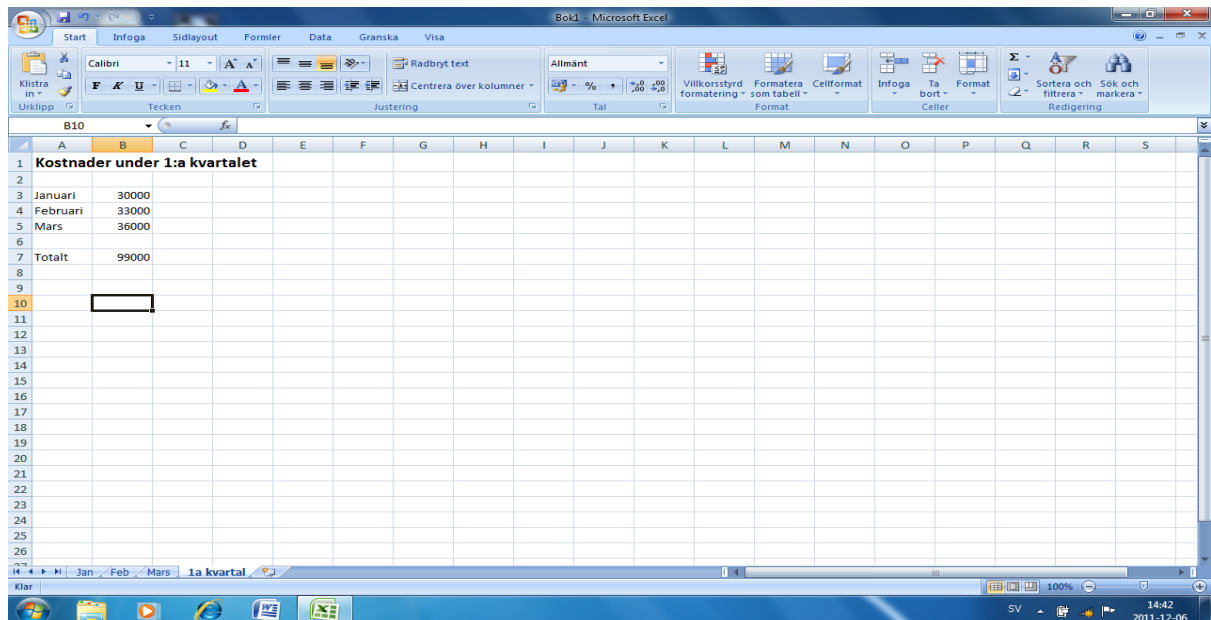 Bok1 - Microsoft Excel
Start Infoga Sidlayout Formler Data Granska Visa
Klistra in
Urklipp
Calibri 11 A A
F K U A
Tecken
Radbryt text
Centrera över kolumner
Justering
Allmänt
% , ,0 ,00 ,00 ,0
Tal
Villkorsstyrd formatering
Formatera som tabell
Cellformat
Format
Infoga
Ta bort
Format
Celler
Σ
Sortera och filtrera
Sök och markera
Redigering
B10 fx
A B C D E F G H I J K L M N O P Q R S
1 Kostnader under 1:a kvartalet
2
3 Januari 30000
4 Februari 33000
5 Mars 36000
6
7 Totalt 99000
8
9
10
11
12
13
14
15
16
17
18
19
20
21
22
23
24
25
26
27
Jan Feb Mars 1a kvartal
Klar 100%
SV 14:42
2011-12-06